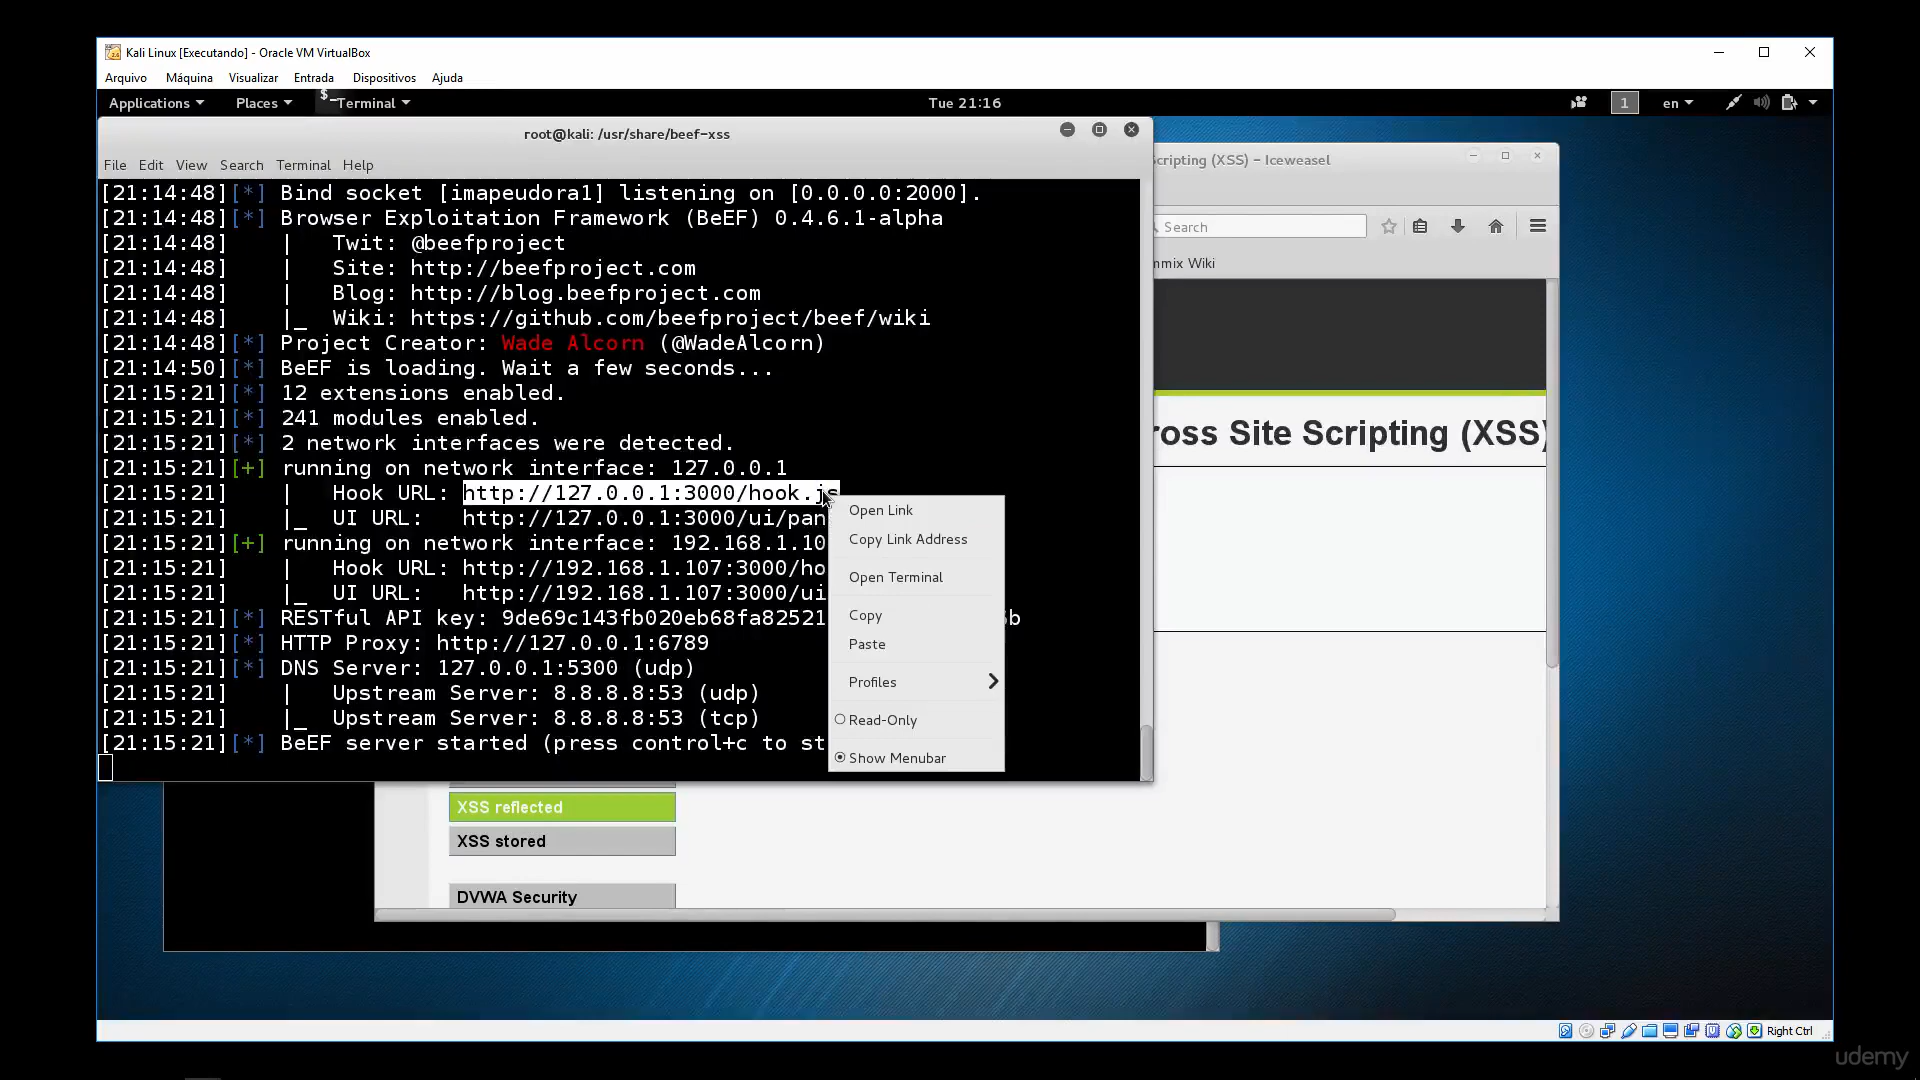 Kali Linux [Executando] - Oracle VM VirtualBox
Arquivo Máquina Visualizar Entrada Dispositivos Ajuda
Applications Places $_ Terminal Tue 21:16 1 en
root@kali: /usr/share/beef-xss
File Edit View Search Terminal Help
[21:14:48][*] Bind socket [imapeudora1] listening on [0.0.0.0:2000].
[21:14:48][*] Browser Exploitation Framework (BeEF) 0.4.6.1-alpha
[21:14:48] | Twit: @beefproject
[21:14:48] | Site: http://beefproject.com
[21:14:48] | Blog: http://blog.beefproject.com
[21:14:48] |_ Wiki: https://github.com/beefproject/beef/wiki
[21:14:48][*] Project Creator: Wade Alcorn (@WadeAlcorn)
[21:14:50][*] BeEF is loading. Wait a few seconds...
[21:15:21][*] 12 extensions enabled.
[21:15:21][*] 241 modules enabled.
[21:15:21][*] 2 network interfaces were detected.
[21:15:21][+] running on network interface: 127.0.0.1
[21:15:21] | Hook URL: http://127.0.0.1:3000/hook.js
[21:15:21] |_ UI URL: http://127.0.0.1:3000/ui/pan
[21:15:21][+] running on network interface: 192.168.1.10
[21:15:21] | Hook URL: http://192.168.1.107:3000/ho
[21:15:21] |_ UI URL: http://192.168.1.107:3000/ui
[21:15:21][*] RESTful API key: 9de69c143fb020eb68fa82521
[21:15:21][*] HTTP Proxy: http://127.0.0.1:6789
[21:15:21][*] DNS Server: 127.0.0.1:5300 (udp)
[21:15:21] | Upstream Server: 8.8.8.8:53 (udp)
[21:15:21] |_ Upstream Server: 8.8.8.8:53 (tcp)
[21:15:21][*] BeEF server started (press control+c to st
Open Link
Copy Link Address
Open Terminal
Copy
Paste
Profiles
Read-Only
Show Menubar
cripting (XSS) - Iceweasel
Search
mmix Wiki
ross Site Scripting (XSS)
XSS reflected
XSS stored
DVWA Security
Right Ctrl
udemy